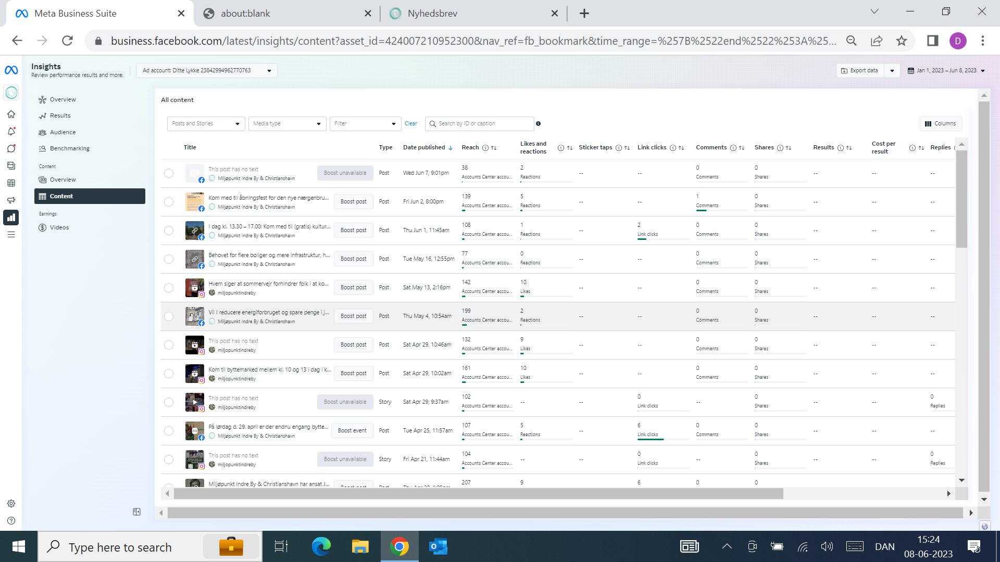 Meta Business Suite
about:blank
Nyhedsbrev
business.facebook.com/latest/insights/content?asset_id=424007210952300&nav_ref=fb_bookmark&time_range=%257B%2522end%2522%253A%25...
D
Insights
Review performance results and more.
Ad account: Ditte Lykke 23842994962770763
Export data
Jan 1, 2023 – Jun 8, 2023
Overview
Results
Audience
Benchmarking
Content
Overview
Content
Earnings
Videos
All content
Posts and Stories
Media type
Filter
Clear
Search by ID or caption
Columns
Title Type Date published Reach Likes and reactions Sticker taps Link clicks Comments Shares Results Cost per result Replies
This post has no text Boost unavailable Post Wed Jun 7, 9:01pm 38 2 -- -- 0 0 -- -- --
Miljøpunkt Indre By & Christianshavn Accounts Center accou... Reactions Comments Shares
Kom med til åbningsfest for den nye nærgenbru... Boost post Post Fri Jun 2, 8:00pm 139 5 -- -- 1 0 -- -- --
Miljøpunkt Indre By & Christianshavn Accounts Center accou... Reactions Comments Shares
I dag kl. 13.30 – 17.00: Kom med til (gratis) kultur... Boost post Post Thu Jun 1, 11:45am 108 1 -- 2 0 0 -- -- --
Miljøpunkt Indre By & Christianshavn Accounts Center accou... Reactions Link clicks Comments Shares
Behovet for flere boliger og mere infrastruktur, h... Boost post Post Tue May 16, 12:55pm 77 0 -- -- 0 0 -- -- --
Miljøpunkt Indre By & Christianshavn Accounts Center accou... Reactions Comments Shares
Hvem siger at sommervejr forhindrer folk i at ko... Boost post Post Sat May 13, 2:16pm 142 10 -- -- 0 0 -- -- --
miljopunktindreby Accounts Center accou... Likes Comments Shares
Vil I reducere energiforbruget og spare penge i j... Boost post Post Thu May 4, 10:54am 199 2 -- -- 0 0 -- -- --
Miljøpunkt Indre By & Christianshavn Accounts Center accou... Reactions Comments Shares
This post has no text Boost post Post Sat Apr 29, 10:46am 132 9 -- -- 0 0 -- -- --
miljopunktindreby Accounts Center accou... Likes Comments Shares
Kom til byttemarked mellem kl. 10 og 13 i dag i k... Boost post Post Sat Apr 29, 10:02am 161 10 -- -- 0 0 -- -- --
miljopunktindreby Accounts Center accou... Likes Comments Shares
This post has no text Boost unavailable Story Sat Apr 29, 9:37am 102 -- -- 0 -- 0 -- -- 0
miljopunktindreby Accounts Center accou... Link clicks Shares Replies
Aa
På lørdag d. 29. april er der endnu engang bytte... Boost event Post Tue Apr 25, 11:57am 107 5 -- 6 0 0 -- -- --
Miljøpunkt Indre By & Christianshavn Accounts Center accou... Reactions Link clicks Comments Shares
This post has no text Boost unavailable Story Fri Apr 21, 11:44am 104 -- -- 0 -- 0 -- -- 0
miljopunktindreby Accounts Center accou... Link clicks Shares Replies
Miljøpunkt Indre By & Christianshavn har ansat J... Boost post Post 207 9 6 0 0
Type here to search
DAN
15:24
08-06-2023